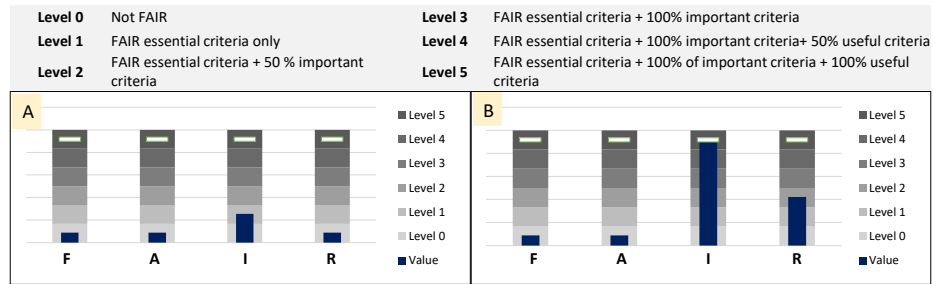 Level 0 Not FAIR
Level 3 FAIR essential criteria + 100% important criteria
Level 1 FAIR essential criteria only
Level 4 FAIR essential criteria + 100% important criteria+ 50% useful criteria
Level 2 FAIR essential criteria + 50 % important
criteria
Level 5 FAIR essential criteria + 100% of important criteria + 100% useful
criteria
A
Level 5
Level 4
Level 3
Level 2
Level 1
Level 0
Value
F A I R
B
Level 5
Level 4
Level 3
Level 2
Level 1
Level 0
Value
F A I R